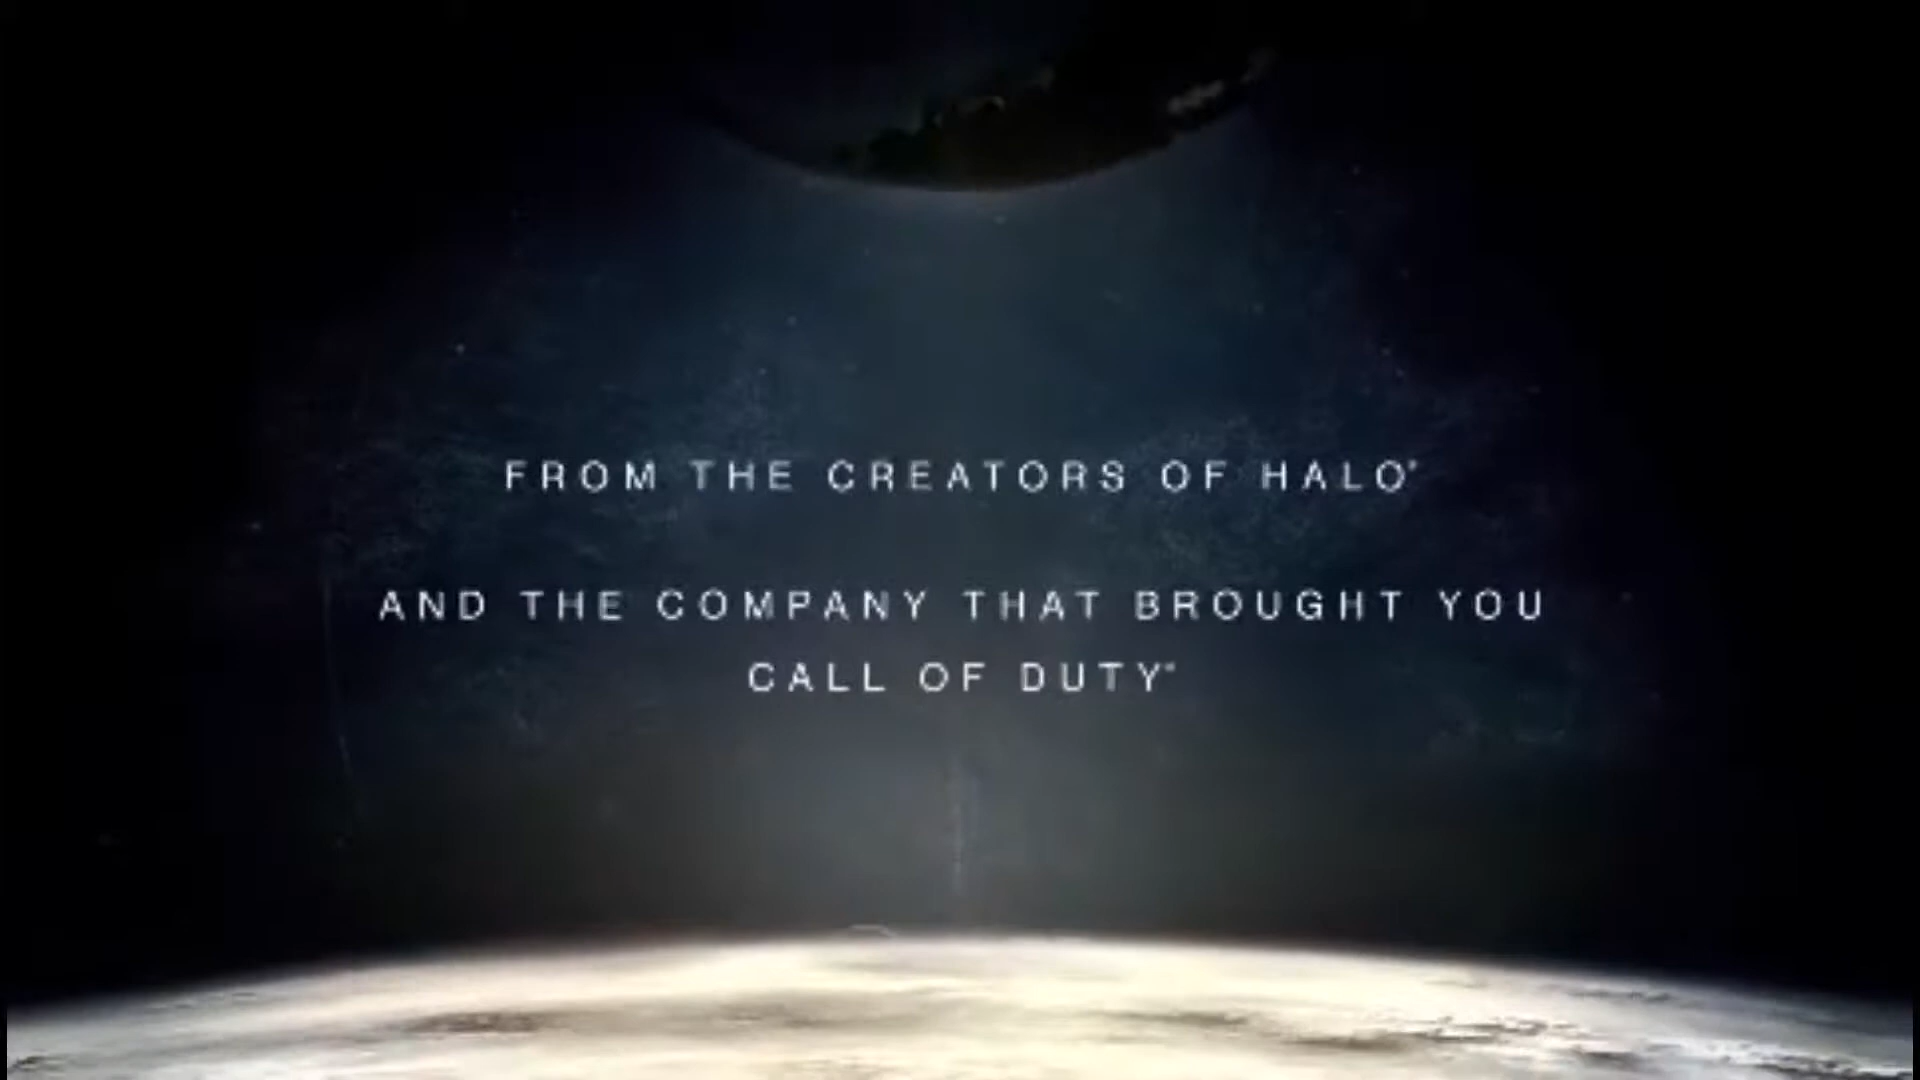 FROM THE CREATORS OF HALO®
AND THE COMPANY THAT BROUGHT YOU
CALL OF DUTY®